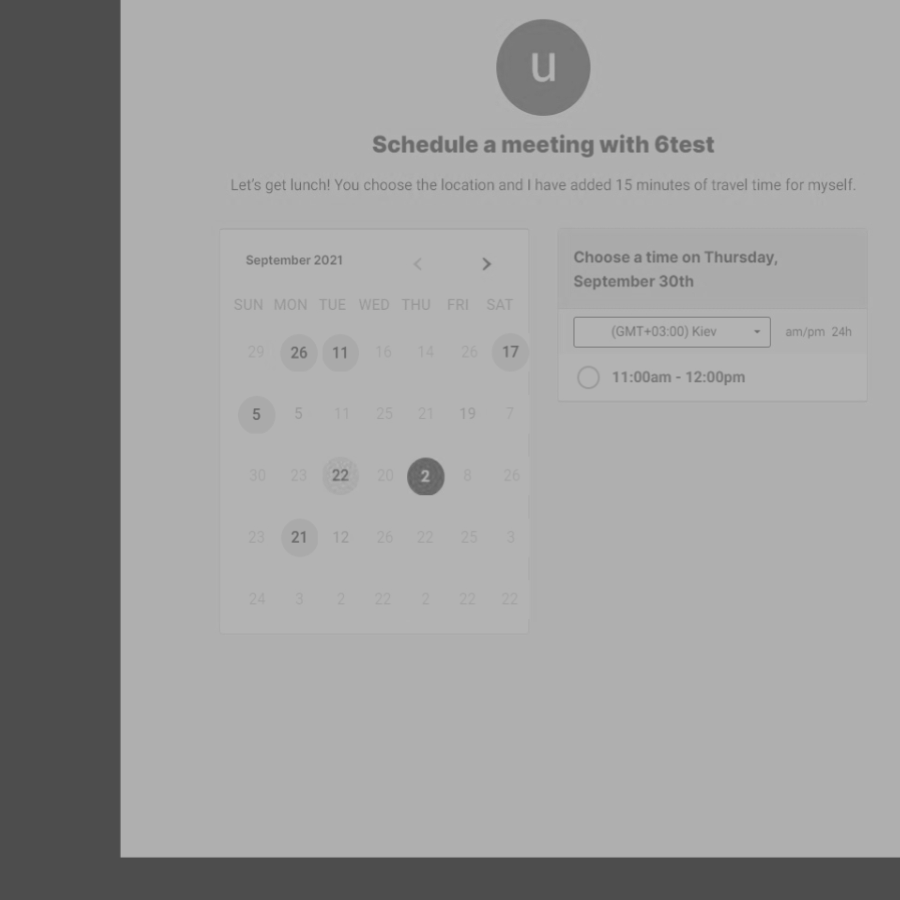 u
Schedule a meeting with 6test
Let's get lunch! You choose the location and I have added 15 minutes of travel time for myself.
September 2021
SUN MON TUE WED THU FRI SAT
29 26 11 16 14 26 17
5 5 11 25 21 19 7
30 23 22 20 2 8 26
23 21 12 26 22 25 3
24 3 2 22 2 22 22
Choose a time on Thursday,
September 30th
(GMT+03:00) Kiev am/pm 24h
11:00am - 12:00pm